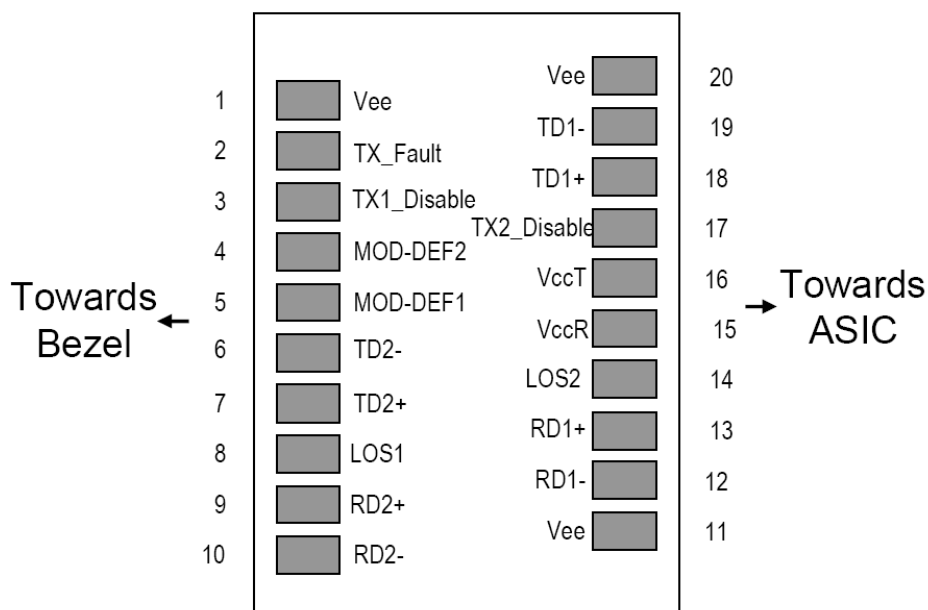 1 Vee
2 TX_Fault
3 TX1_Disable
4 MOD-DEF2
5 MOD-DEF1
6 TD2-
7 TD2+
8 LOS1
9 RD2+
10 RD2-
Towards
Bezel
Vee 20
TD1- 19
TD1+ 18
TX2_Disable 17
VccT 16
VccR 15
LOS2 14
RD1+ 13
RD1- 12
Vee 11
Towards
ASIC